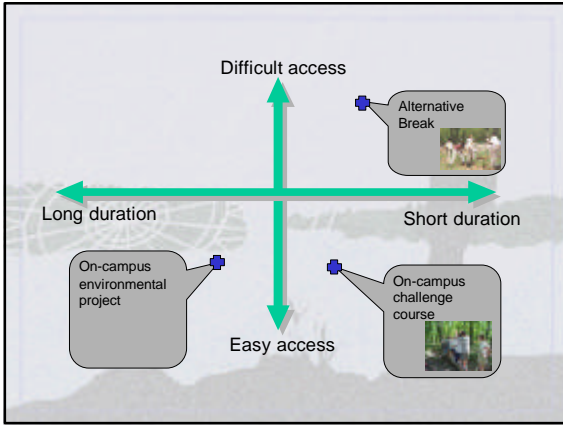 Difficult access
Alternative
Break
Long duration
Short duration
On-campus
environmental
project
On-campus
challenge
course
Easy access